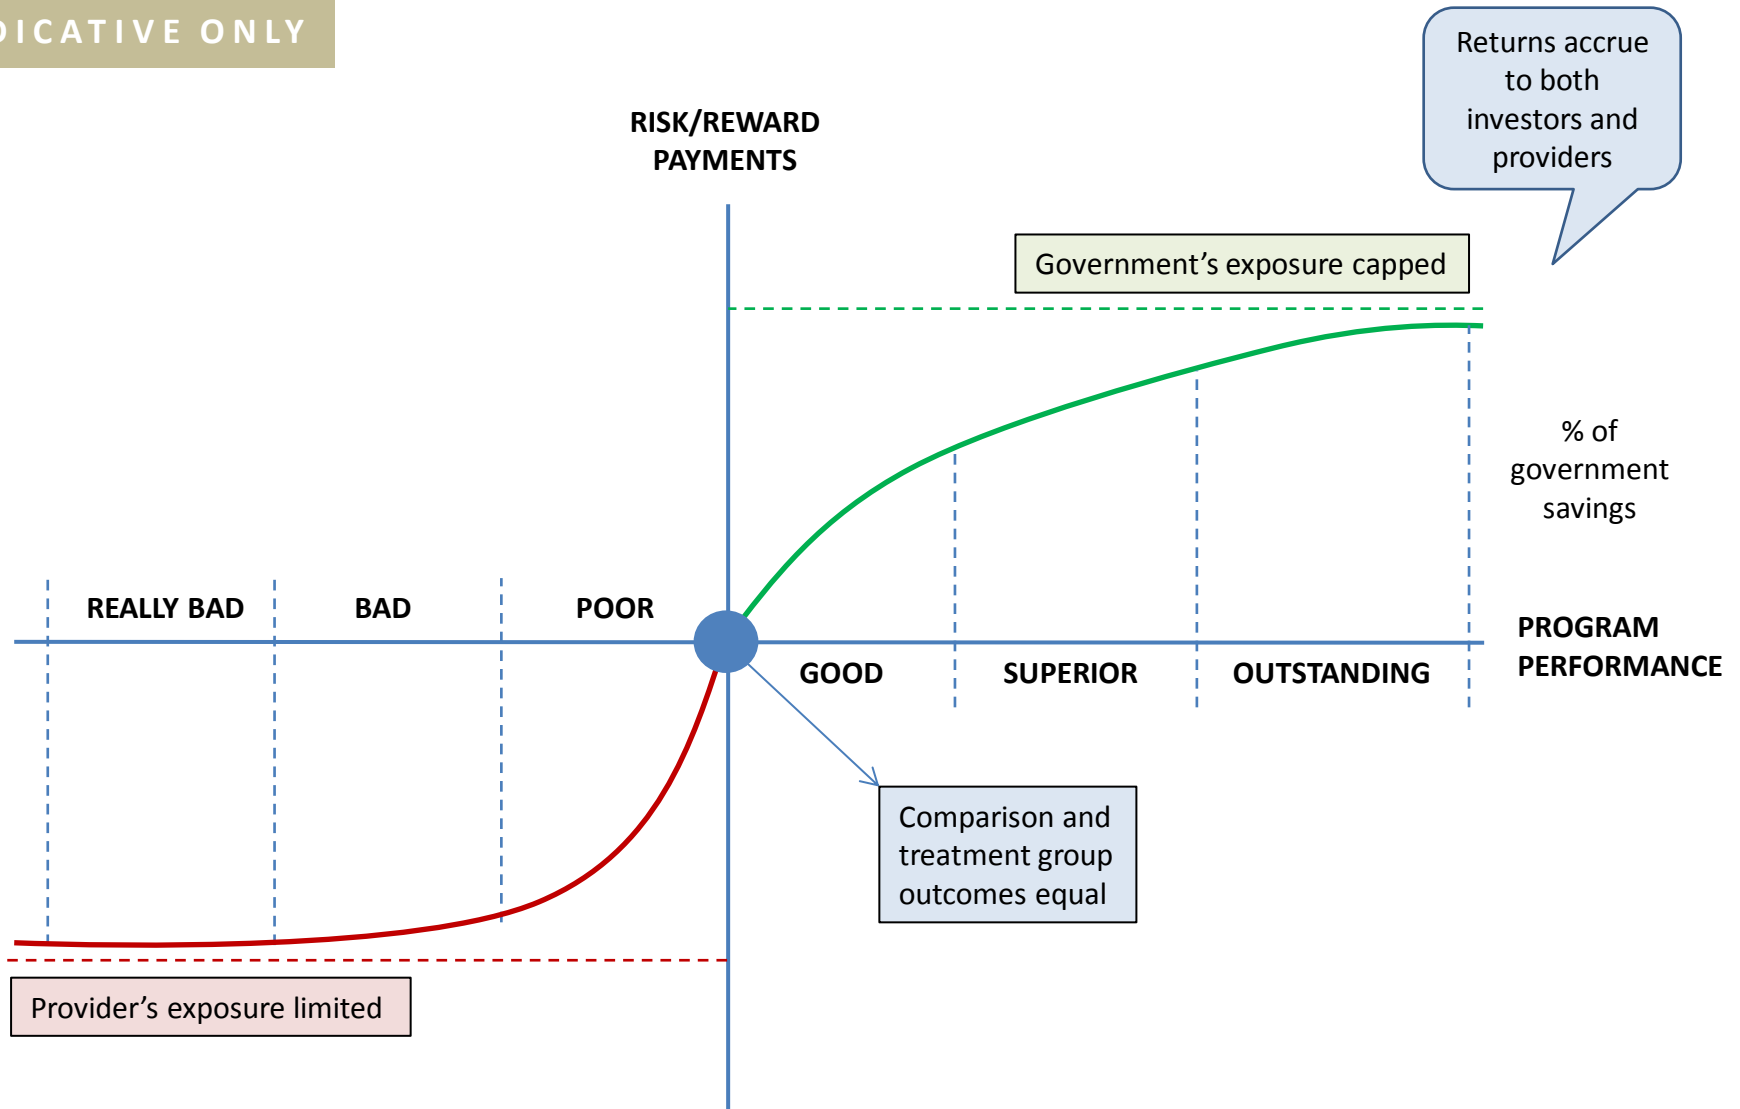 DICATIVE ONLY
Returns accrue
to both
investors and
providers
RISK/REWARD
PAYMENTS
Government’s exposure capped
% of
government
savings
REALLY BAD
BAD
POOR
PROGRAM
PERFORMANCE
GOOD
SUPERIOR
OUTSTANDING
Comparison and
treatment group
outcomes equal
Provider’s exposure limited